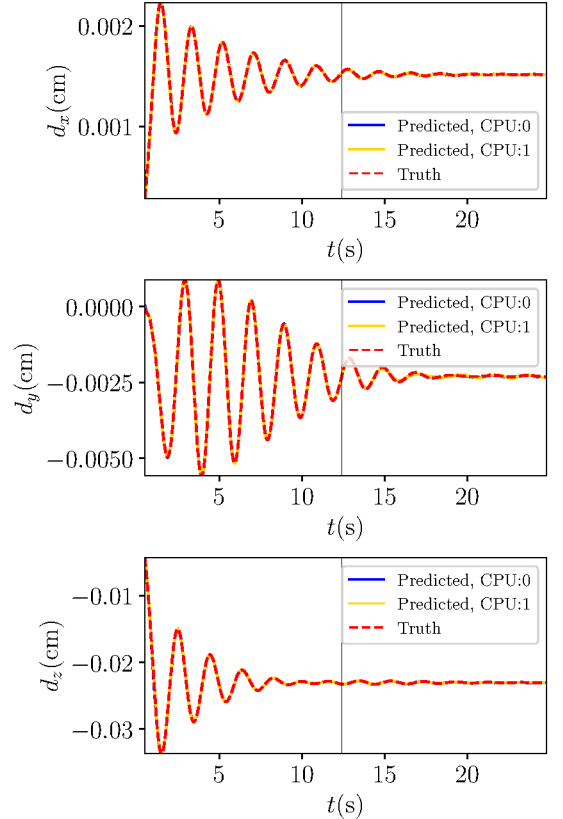 0.002
0.001
d_x(cm)
Predicted, CPU:0
Predicted, CPU:1
Truth
5 10 15 20
t(s)
0.0000
−0.0025
−0.0050
d_y(cm)
Predicted, CPU:0
Predicted, CPU:1
Truth
5 10 15 20
t(s)
−0.01
−0.02
−0.03
d_z(cm)
Predicted, CPU:0
Predicted, CPU:1
Truth
5 10 15 20
t(s)